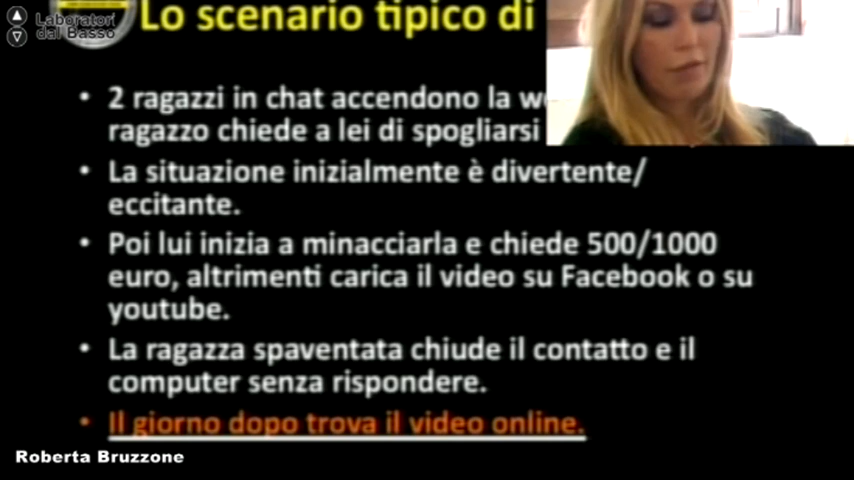 Laboratori
dal Basso
Lo scenario tipico di
• 2 ragazzi in chat accendono la
ragazzo chiede a lei di spogliarsi
• La situazione inizialmente è divertente/
eccitante.
• Poi lui inizia a minacciarla e chiede 500/1000
euro, altrimenti carica il video su Facebook o su
youtube.
• La ragazza spaventata chiude il contatto e il
computer senza rispondere.
• Il giorno dopo trova il video online.
Roberta Bruzzone